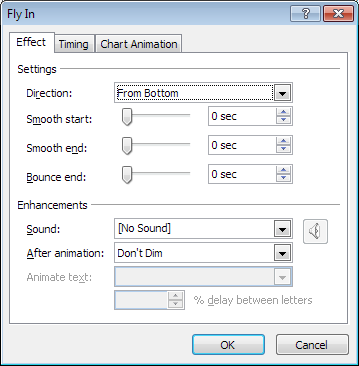 Fly In
Effect Timing Chart Animation
Settings
Direction: From Bottom
Smooth start: 0 sec
Smooth end: 0 sec
Bounce end: 0 sec
Enhancements
Sound: [No Sound]
After animation: Don't Dim
Animate text:
% delay between letters
OK Cancel